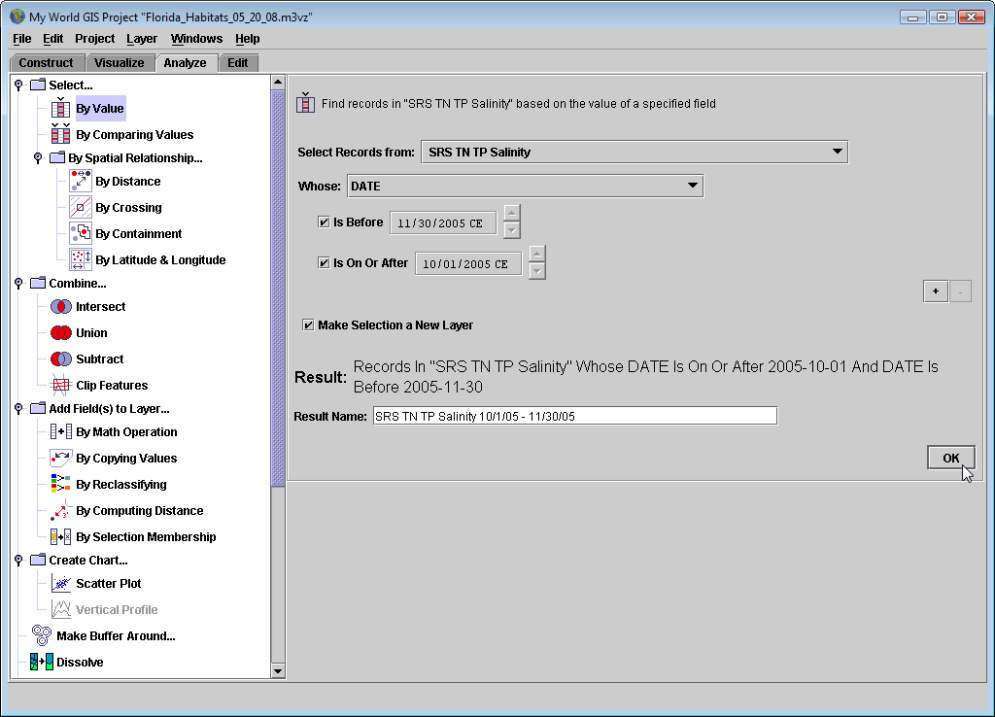 My World GIS Project "Florida_Habitats_05_20_08.m3vz"
File Edit Project Layer Windows Help
Construct Visualize Analyze Edit
Select...
By Value
By Comparing Values
By Spatial Relationship...
By Distance
By Crossing
By Containment
By Latitude & Longitude
Combine...
Intersect
Union
Subtract
Clip Features
Add Field(s) to Layer...
By Math Operation
By Copying Values
By Reclassifying
By Computing Distance
By Selection Membership
Create Chart...
Scatter Plot
Vertical Profile
Make Buffer Around...
Dissolve
Find records in "SRS TN TP Salinity" based on the value of a specified field
Select Records from: SRS TN TP Salinity
Whose: DATE
Is Before 11/30/2005 CE
Is On Or After 10/01/2005 CE
+ -
Make Selection a New Layer
Result: Records In "SRS TN TP Salinity" Whose DATE Is On Or After 2005-10-01 And DATE Is
Before 2005-11-30
Result Name: SRS TN TP Salinity 10/1/05 - 11/30/05
OK